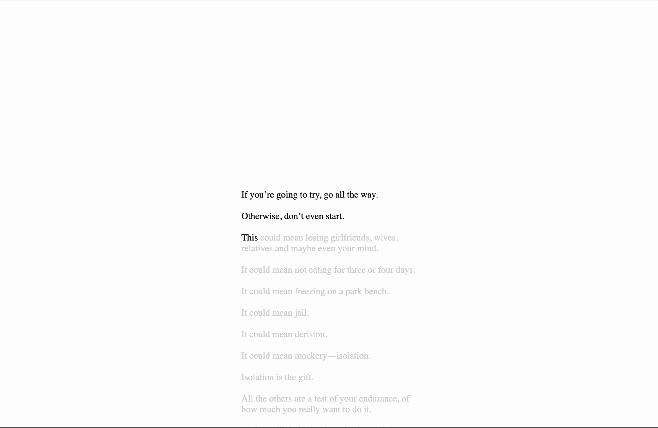 If you’re going to try, go all the way.
Otherwise, don’t even start.
This could mean losing girlfriends, wives,
relatives and maybe even your mind.
It could mean not eating for three or four days.
It could mean freezing on a park bench.
It could mean jail.
It could mean derision.
It could mean mockery—isolation.
Isolation is the gift.
All the others are a test of your endurance, of
how much you really want to do it.